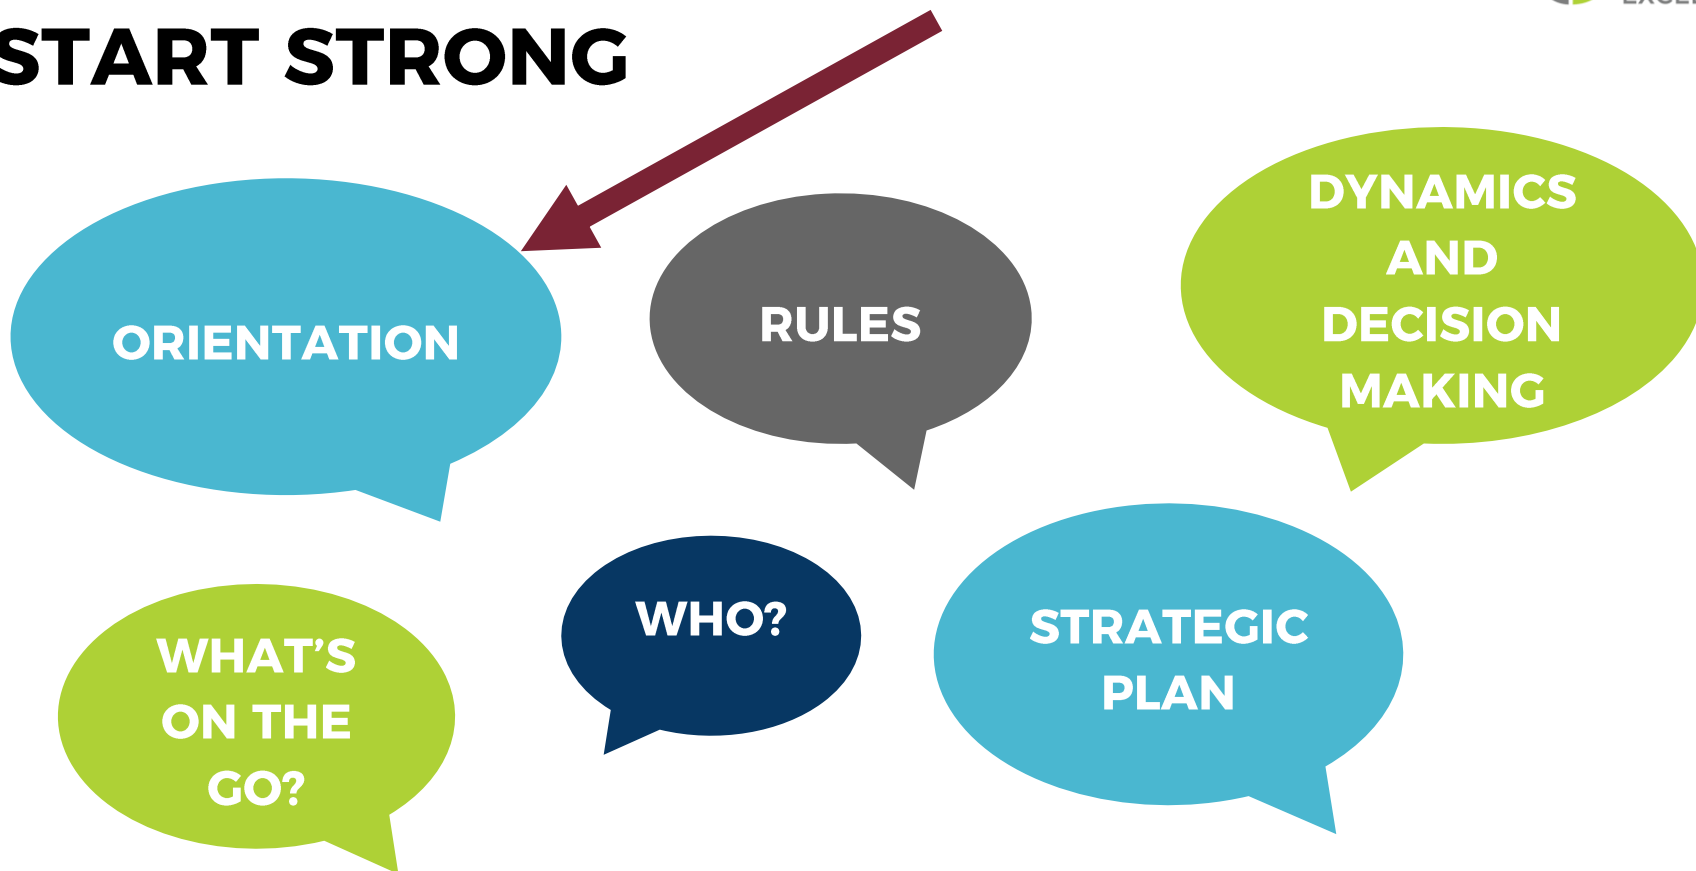 START STRONG
ORIENTATION
RULES
DYNAMICS
AND
DECISION
MAKING
WHAT'S
ON THE
GO?
WHO?
STRATEGIC
PLAN